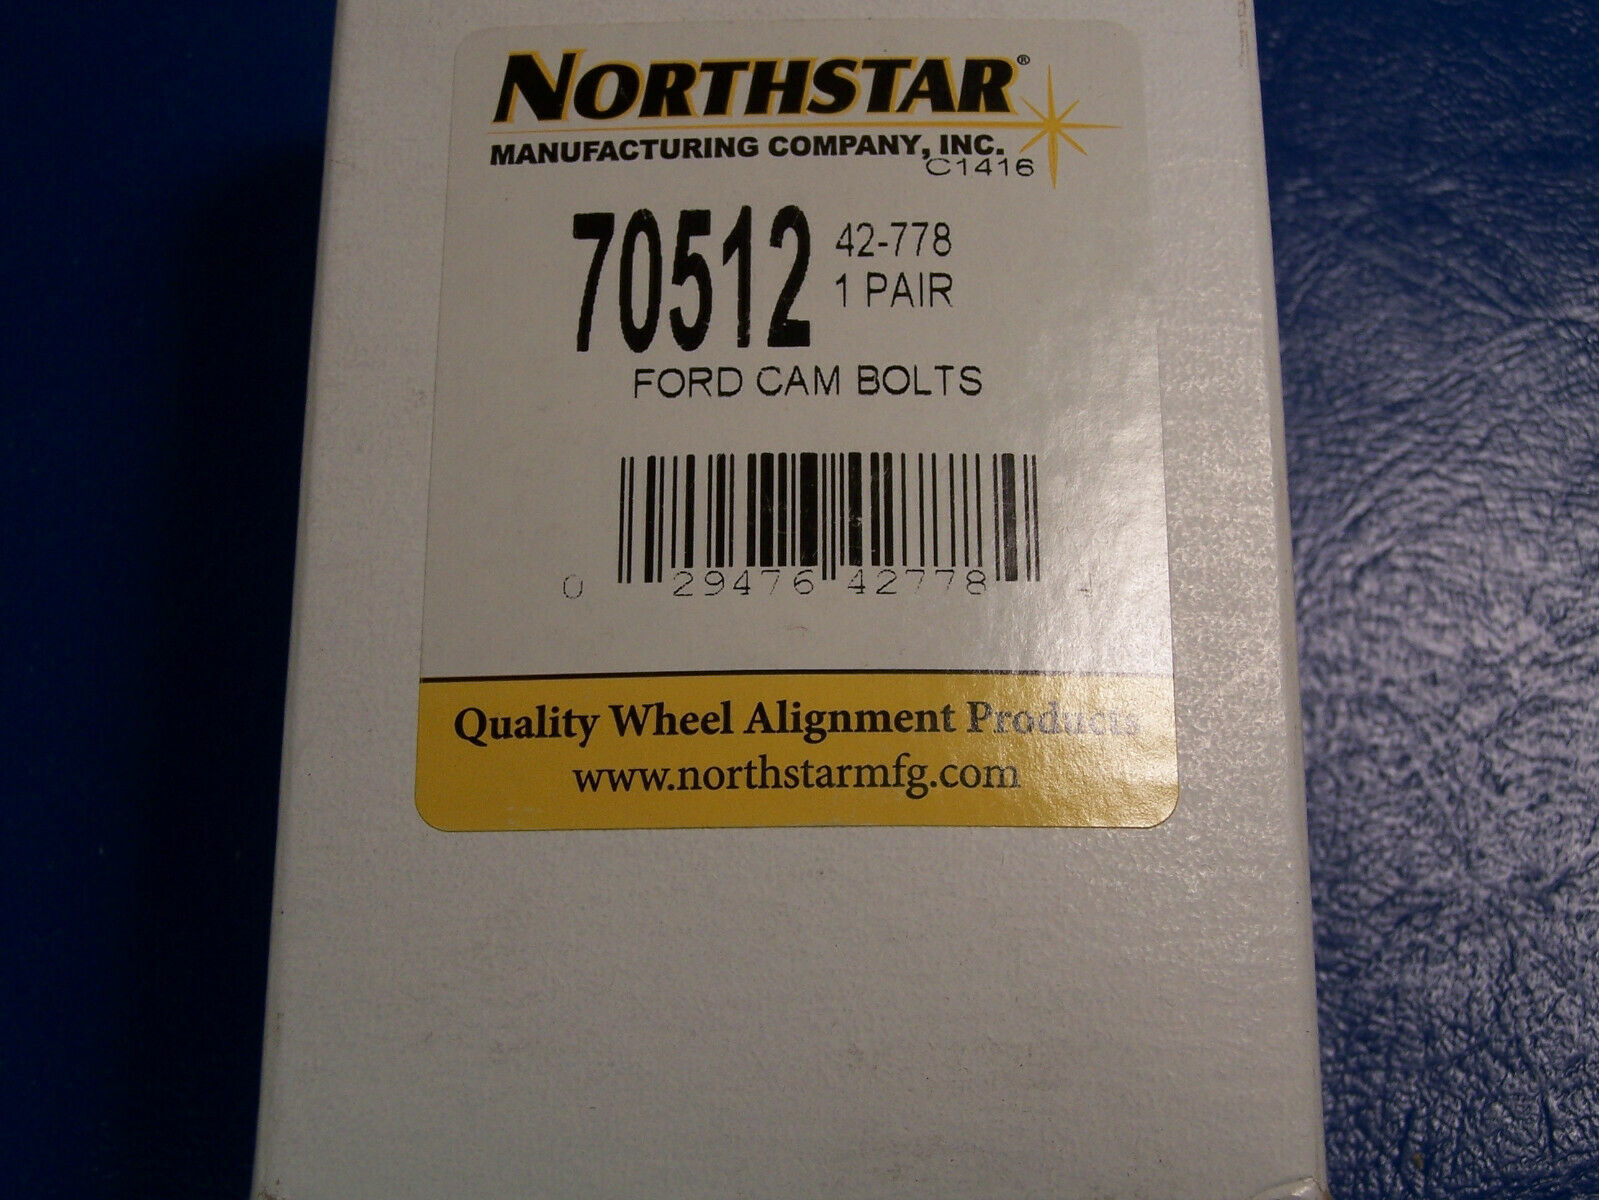 NORTHSTAR®
MANUFACTURING COMPANY, INC.
C1416
70512
42-778
1 PAIR
FORD CAM BOLTS
0 29476 42778 4
Quality Wheel Alignment Products
www.northstarmfg.com